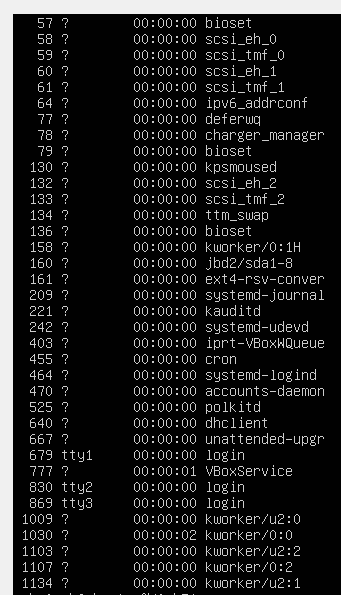 57 ? 00:00:00 bioset
58 ? 00:00:00 scsi_eh_0
59 ? 00:00:00 scsi_tmf_0
60 ? 00:00:00 scsi_eh_1
61 ? 00:00:00 scsi_tmf_1
64 ? 00:00:00 ipv6_addrconf
77 ? 00:00:00 deferwq
78 ? 00:00:00 charger_manager
79 ? 00:00:00 bioset
130 ? 00:00:00 kpsmoused
132 ? 00:00:00 scsi_eh_2
133 ? 00:00:00 scsi_tmf_2
134 ? 00:00:00 ttm_swap
136 ? 00:00:00 bioset
158 ? 00:00:00 kworker/0:1H
160 ? 00:00:00 jbd2/sda1-8
161 ? 00:00:00 ext4-rsv-conver
209 ? 00:00:00 systemd-journal
221 ? 00:00:00 kauditd
242 ? 00:00:00 systemd-udevd
403 ? 00:00:00 iprt-VBoxWQueue
455 ? 00:00:00 cron
464 ? 00:00:00 systemd-logind
470 ? 00:00:00 accounts-daemon
525 ? 00:00:00 polkitd
640 ? 00:00:00 dhclient
667 ? 00:00:00 unattended-upgr
679 tty1 00:00:00 login
777 ? 00:00:01 VBoxService
830 tty2 00:00:00 login
869 tty3 00:00:00 login
1009 ? 00:00:00 kworker/u2:0
1030 ? 00:00:02 kworker/0:0
1103 ? 00:00:00 kworker/u2:2
1107 ? 00:00:00 kworker/0:2
1134 ? 00:00:00 kworker/u2:1